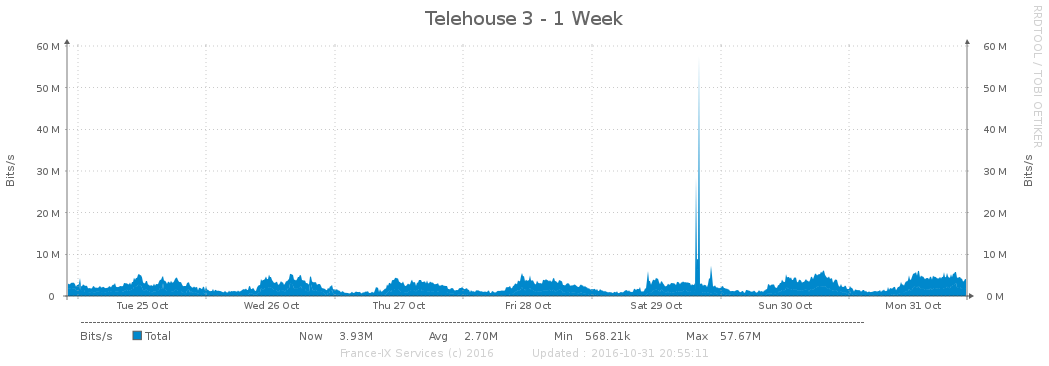 Telehouse 3 - 1 Week
RRDTOOL / TOBI OETIKER
60 M 60 M
50 M 50 M
40 M 40 M
30 M 30 M
20 M 20 M
10 M 10 M
0 0 M
Bits/s Bits/s
Tue 25 Oct Wed 26 Oct Thu 27 Oct Fri 28 Oct Sat 29 Oct Sun 30 Oct Mon 31 Oct
Bits/s Total Now 3.93M Avg 2.70M Min 568.21k Max 57.67M
France-IX Services (c) 2016 Updated : 2016-10-31 20:55:11